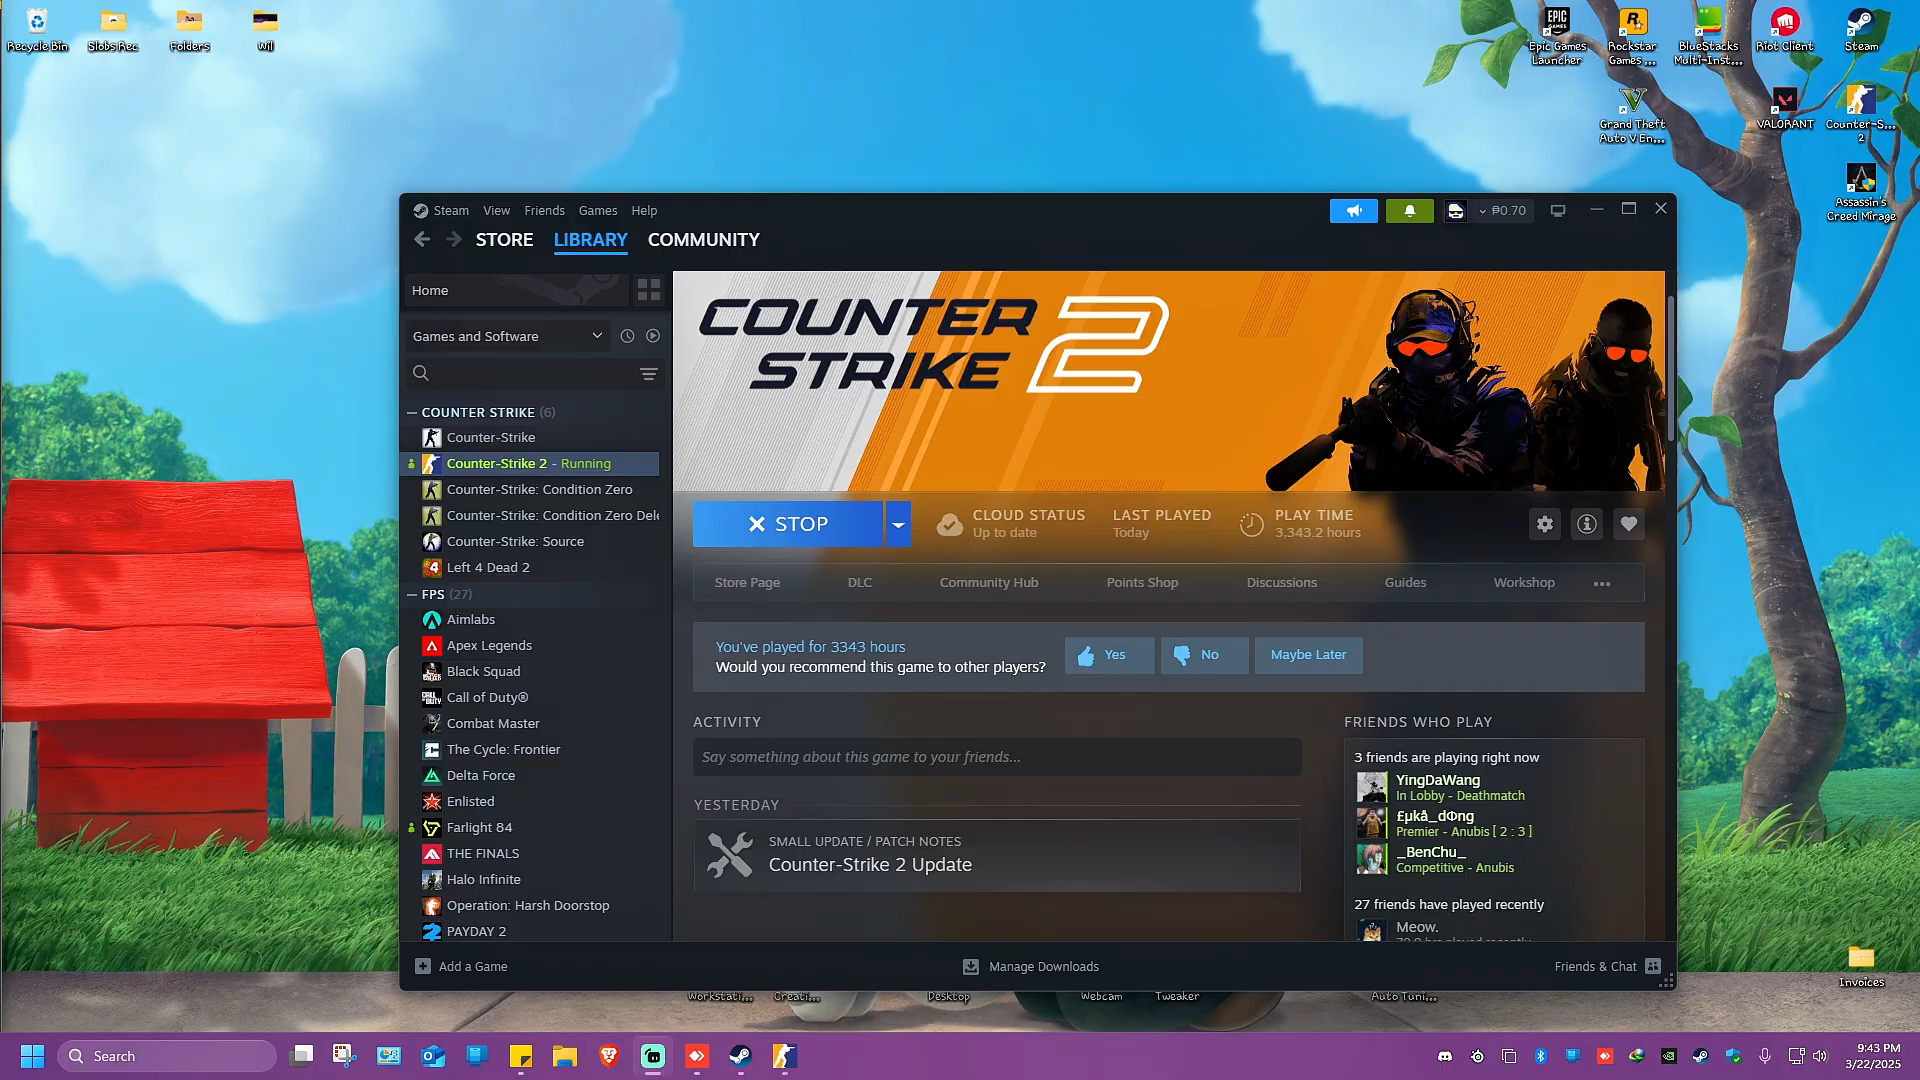 Recycle Bin
Slobs Rec
Folders
Wil
Epic Games Launcher
EPIC GAMES
Rockstar Games ...
BlueStacks Multi-Inst...
Riot Client
Steam
Grand Theft Auto V En...
VALORANT
Counter-S... 2
Assassin's Creed Mirage
Steam View Friends Games Help
₱0.70
STORE LIBRARY COMMUNITY
Home
Games and Software
COUNTER STRIKE (6)
Counter-Strike
Counter-Strike 2 - Running
Counter-Strike: Condition Zero
Counter-Strike: Condition Zero Dele
Counter-Strike: Source
Left 4 Dead 2
FPS (27)
Aimlabs
Apex Legends
Black Squad
Call of Duty®
Combat Master
The Cycle: Frontier
Delta Force
Enlisted
Farlight 84
THE FINALS
Halo Infinite
Operation: Harsh Doorstop
PAYDAY 2
COUNTER
STRIKE 2
STOP
CLOUD STATUS
Up to date
LAST PLAYED
Today
PLAY TIME
3,343.2 hours
Store Page DLC Community Hub Points Shop Discussions Guides Workshop
You've played for 3343 hours
Would you recommend this game to other players?
Yes No Maybe Later
ACTIVITY
Say something about this game to your friends...
YESTERDAY
SMALL UPDATE / PATCH NOTES
Counter-Strike 2 Update
FRIENDS WHO PLAY
3 friends are playing right now
YingDaWang
In Lobby - Deathmatch
£µkå_dФng
Premier - Anubis [ 2 : 3 ]
_BenChu_
Competitive - Anubis
27 friends have played recently
Meow.
Add a Game
Manage Downloads
Friends & Chat
Workstati...
Creati...
Desktop
Webcam
Tweaker
Auto Tuni...
Invoices
Search
9:43 PM
3/22/2025